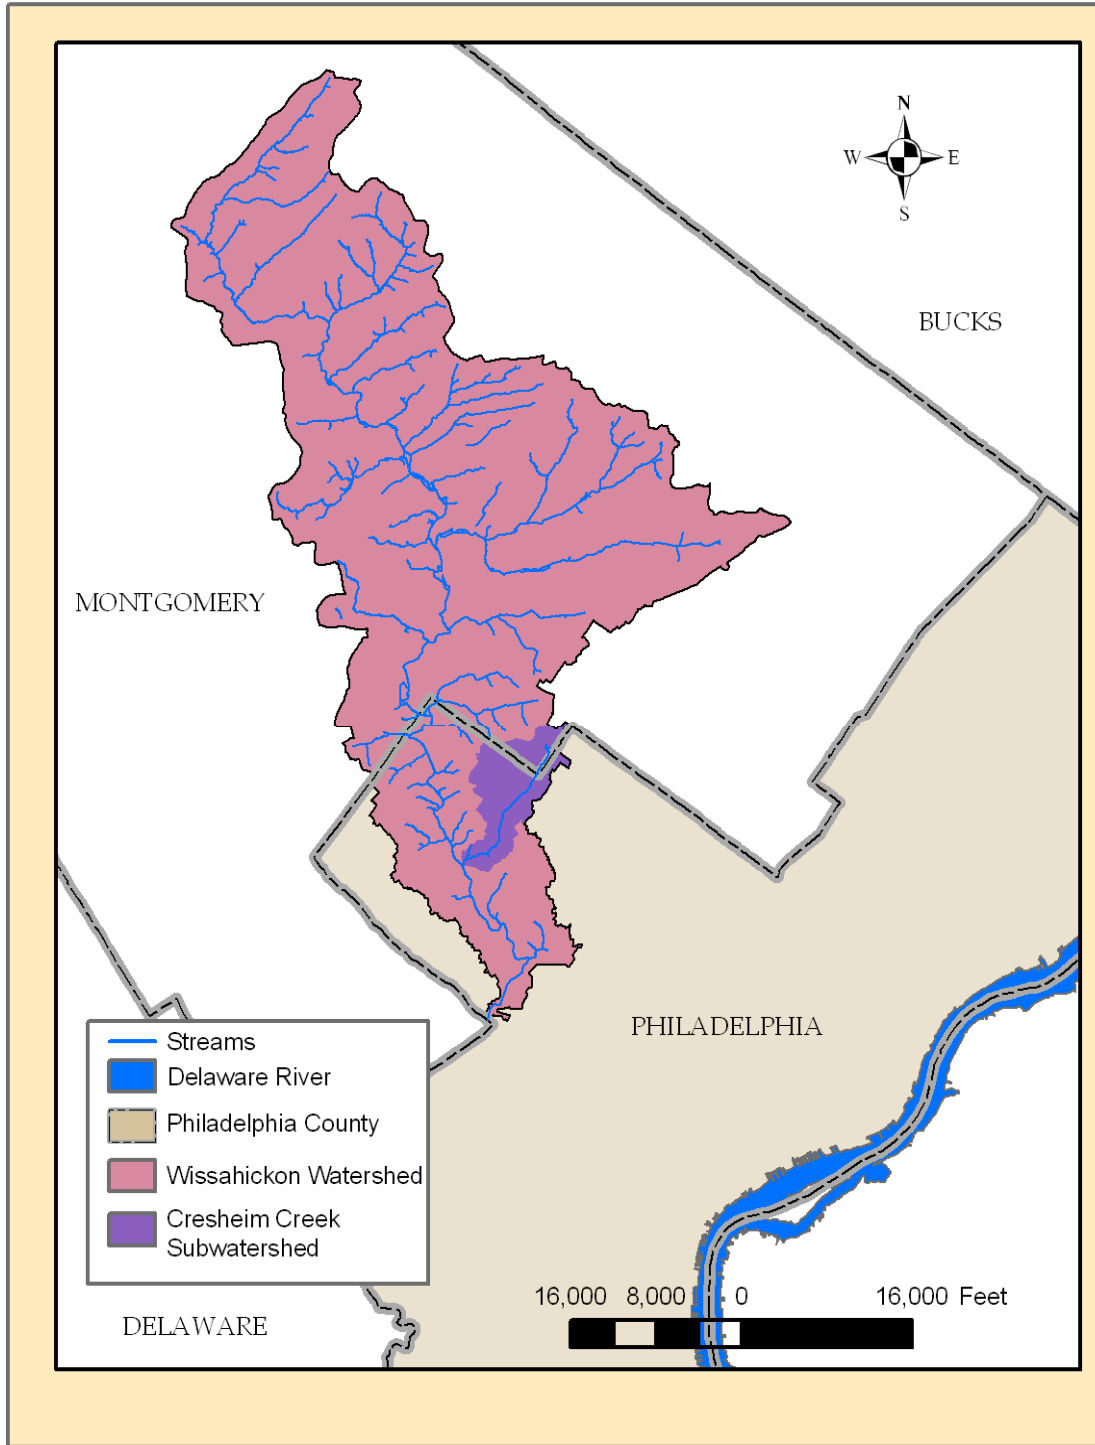 N
W E
S
BUCKS
MONTGOMERY
PHILADELPHIA
Streams
Delaware River
Philadelphia County
Wissahickon Watershed
Cresheim Creek
Subwatershed
16,000 8,000 0 16,000 Feet
DELAWARE